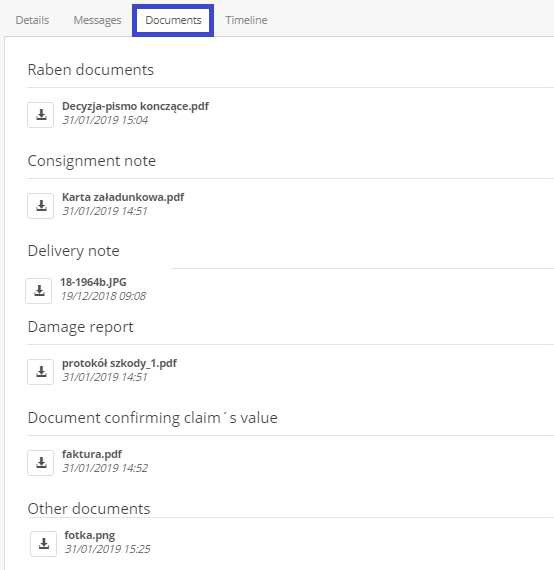 Details Messages Documents Timeline
Raben documents
Decyzja-pismo konczące.pdf
31/01/2019 15:04
Consignment note
Karta załadunkowa.pdf
31/01/2019 14:51
Delivery note
18-1964b.JPG
19/12/2018 09:08
Damage report
protokół szkody_1.pdf
31/01/2019 14:51
Document confirming claim´s value
faktura.pdf
31/01/2019 14:52
Other documents
fotka.png
31/01/2019 15:25